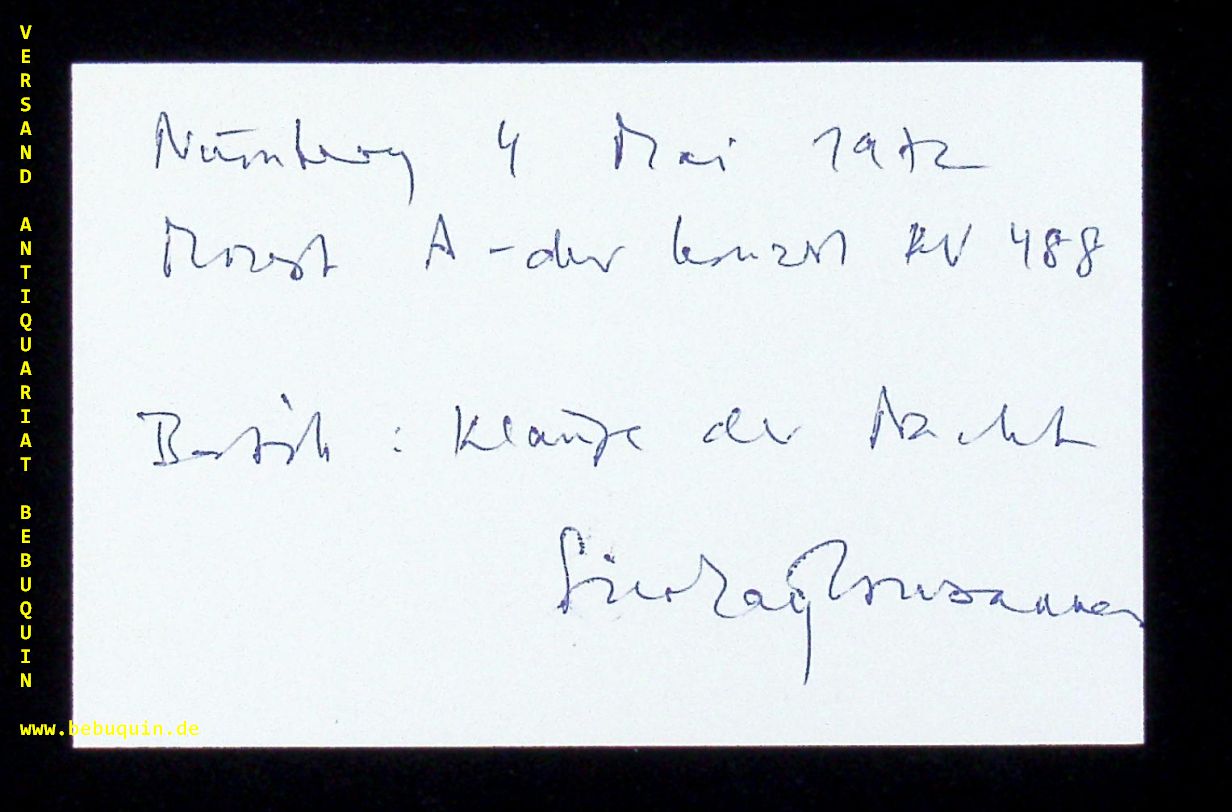 VERSAND ANTIQUARIAT BEBUQUIN
Nürnberg 4 Mai 1972
Mozart A-dur Konzert KV 488
Bartók: Klänge der Nacht
www.bebuquin.de